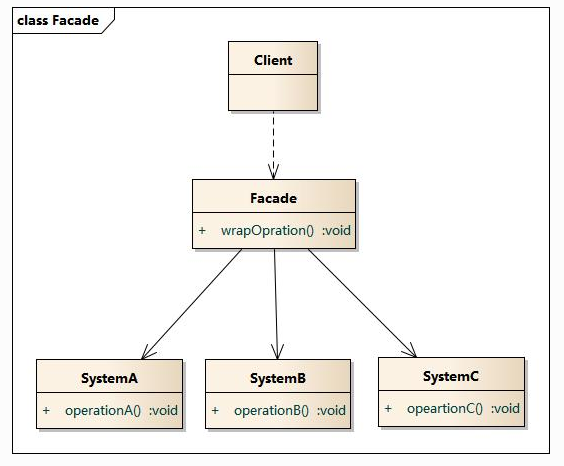 class Facade
Client
Facade
+ wrapOpration() :void
SystemA
+ operationA() :void
SystemB
+ operationB() :void
SystemC
+ opeartionC() :void